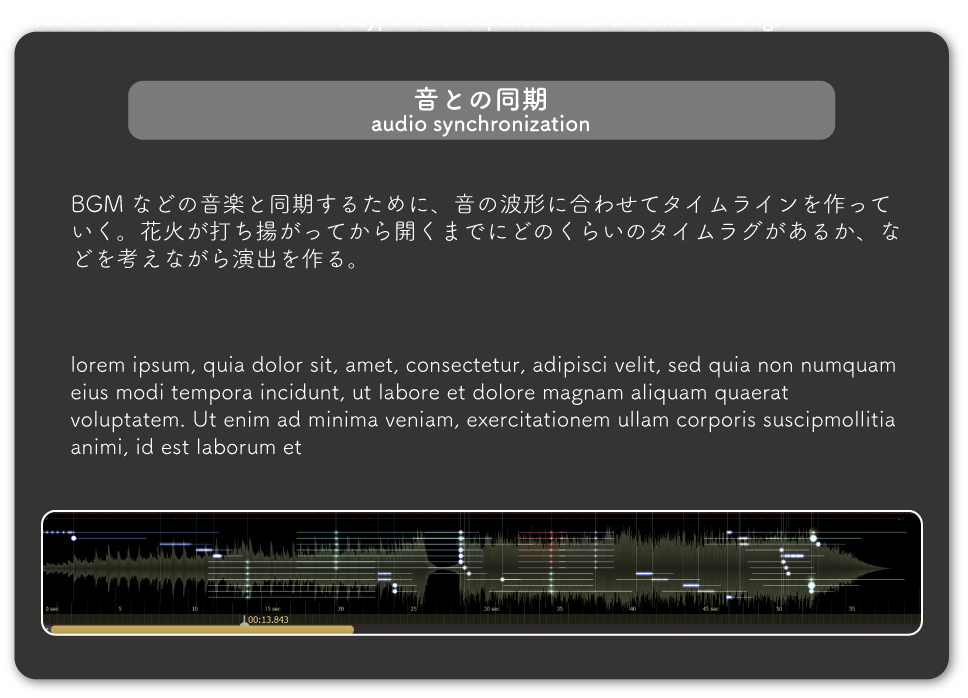 音との同期
audio synchronization
BGM などの音楽と同期するために、音の波形に合わせてタイムラインを作って
いく。花火が打ち揚がってから開くまでにどのくらいのタイムラグがあるか、な
どを考えながら演出を作る。
lorem ipsum, quia dolor sit, amet, consectetur, adipisci velit, sed quia non numquam
eius modi tempora incidunt, ut labore et dolore magnam aliquam quaerat
voluptatem. Ut enim ad minima veniam, exercitationem ullam corporis suscipmollitia
animi, id est laborum et
0 sec 5 10 15 sec 20 25 30 sec 35 40 45 sec 50 55
00:13.843